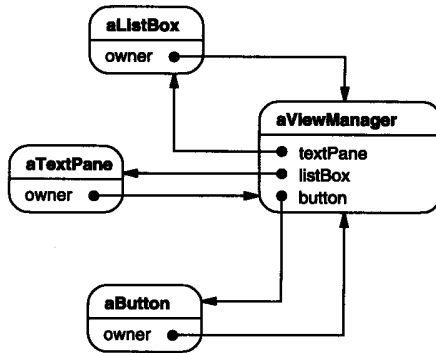 aListBox
owner
aViewManager
textPane
listBox
button
aTextPane
owner
aButton
owner